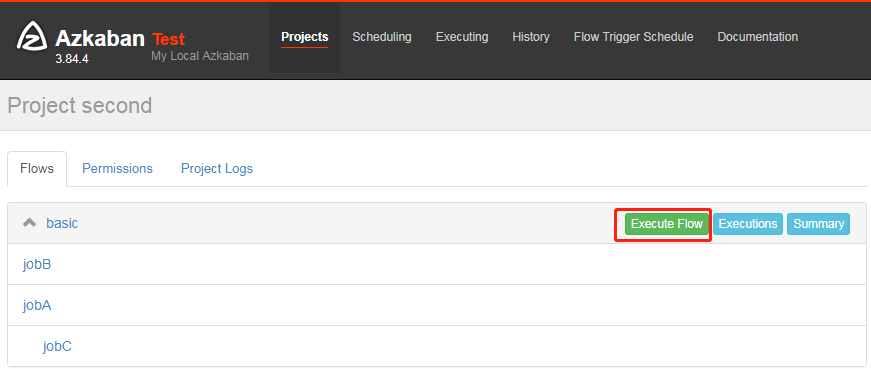 Azkaban Test
3.84.4 My Local Azkaban
Projects Scheduling Executing History Flow Trigger Schedule Documentation
Project second
Flows Permissions Project Logs
basic Execute Flow Executions Summary
jobB
jobA
jobC